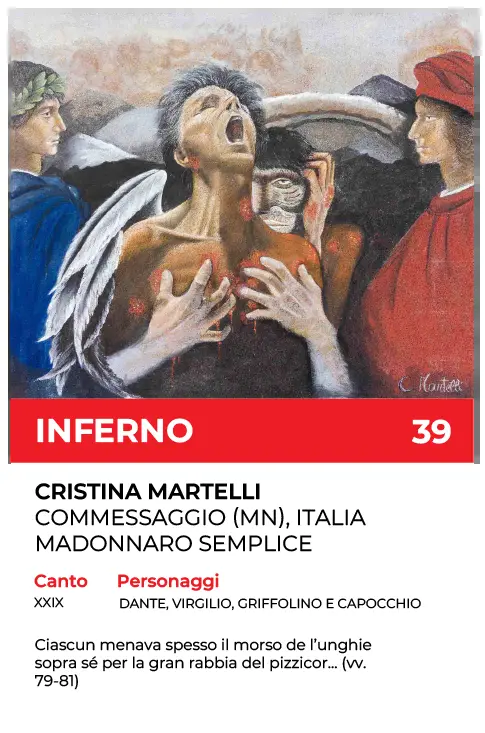 C. Martelli
INFERNO 39
CRISTINA MARTELLI
COMMESSAGGIO (MN), ITALIA
MADONNARO SEMPLICE
Canto Personaggi
XXIX DANTE, VIRGILIO, GRIFFOLINO E CAPOCCHIO
Ciascun menava spesso il morso de l’unghie
sopra sé per la gran rabbia del pizzicor... (vv.
79-81)